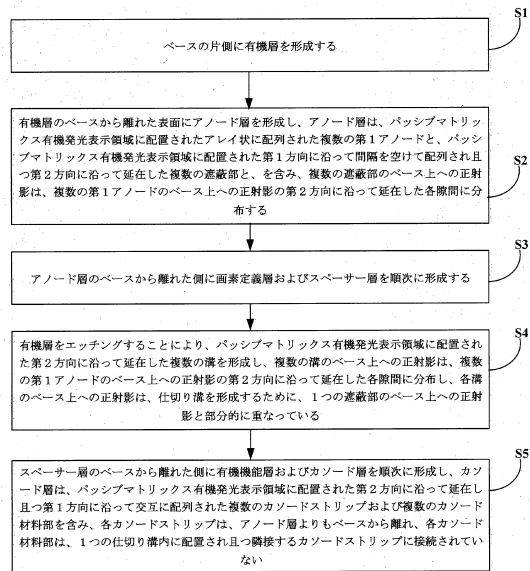 S1
ベースの片側に有機層を形成する
S2
有機層のベースから離れた表面にアノード層を形成し、アノード層は、パッシブマトリッ
クス有機発光表示領域に配置されたアレイ状に配列された複数の第1アノードと、パッシ
ブマトリックス有機発光表示領域に配置された第1方向に沿って間隔を空けて配列され且
つ第2方向に沿って延在した複数の遮蔽部と、を含み、複数の遮蔽部のベース上への正射
影は、複数の第1アノードのベース上への正射影の第2方向に沿って延在した各隙間に分
布する
S3
アノード層のベースから離れた側に画素定義層およびスペーサー層を順次に形成する
S4
有機層をエッチングすることにより、パッシブマトリックス有機発光表示領域に配置され
た第2方向に沿って延在した複数の溝を形成し、複数の溝のベース上への正射影は、複数
の第1アノードのベース上への正射影の第2方向に沿って延在した各隙間に分布し、各溝
のベース上への正射影は、仕切り溝を形成するために、1つの遮蔽部のベース上への正射
影と部分的に重なっている
S5
スペーサー層のベースから離れた側に有機機能層およびカソード層を順次に形成し、カソ
ード層は、パッシブマトリックス有機発光表示領域に配置された第2方向に沿って延在し
且つ第1方向に沿って交互に配列された複数のカソードストリップおよび複数のカソード
材料部を含み、各カソードストリップは、アノード層よりもベースから離れ、各カソード
材料部は、1つの仕切り溝内に配置され且つ隣接するカソードストリップに接続されてい
ない